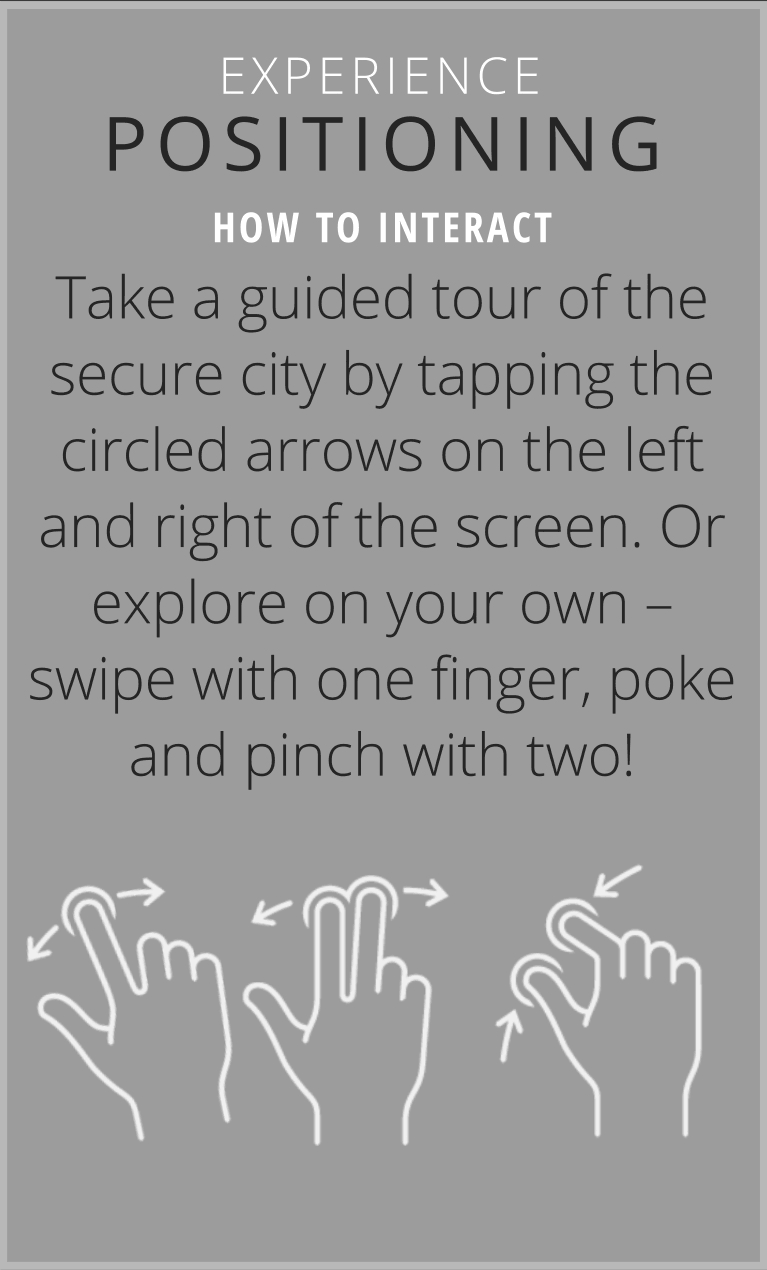 EXPERIENCE
POSITIONING
HOW TO INTERACT
Take a guided tour of the
secure city by tapping the
circled arrows on the left
and right of the screen. Or
explore on your own –
swipe with one finger, poke
and pinch with two!